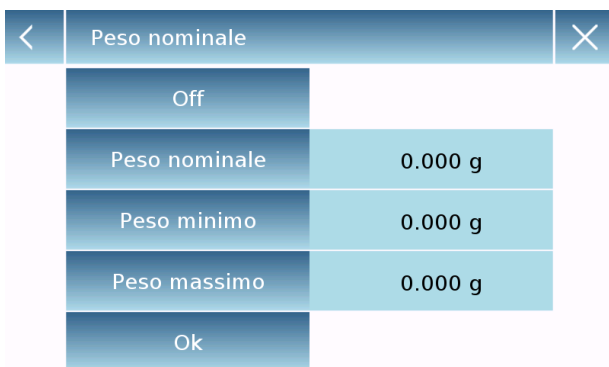 Peso nominale
Off
Peso nominale 0.000 g
Peso minimo 0.000 g
Peso massimo 0.000 g
Ok